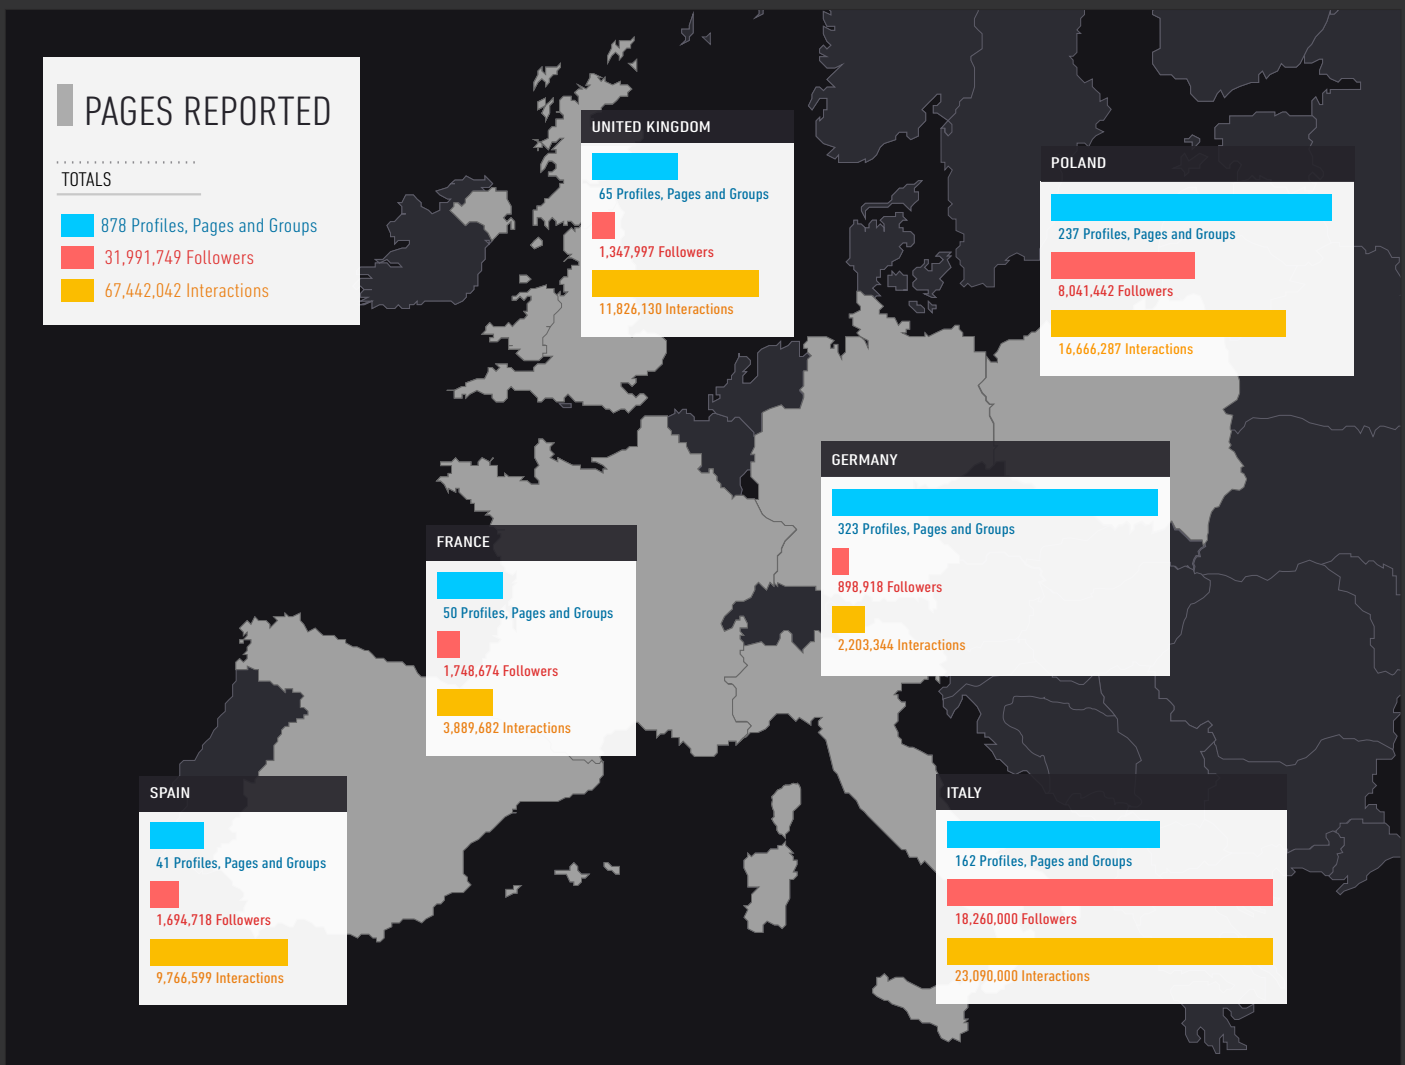 PAGES REPORTED
TOTALS
878 Profiles, Pages and Groups
31,991,749 Followers
67,442,042 Interactions
UNITED KINGDOM
65 Profiles, Pages and Groups
1,347,997 Followers
11,826,130 Interactions
POLAND
237 Profiles, Pages and Groups
8,041,442 Followers
16,666,287 Interactions
GERMANY
323 Profiles, Pages and Groups
898,918 Followers
2,203,344 Interactions
FRANCE
50 Profiles, Pages and Groups
1,748,674 Followers
3,889,682 Interactions
SPAIN
41 Profiles, Pages and Groups
1,694,718 Followers
9,766,599 Interactions
ITALY
162 Profiles, Pages and Groups
18,260,000 Followers
23,090,000 Interactions